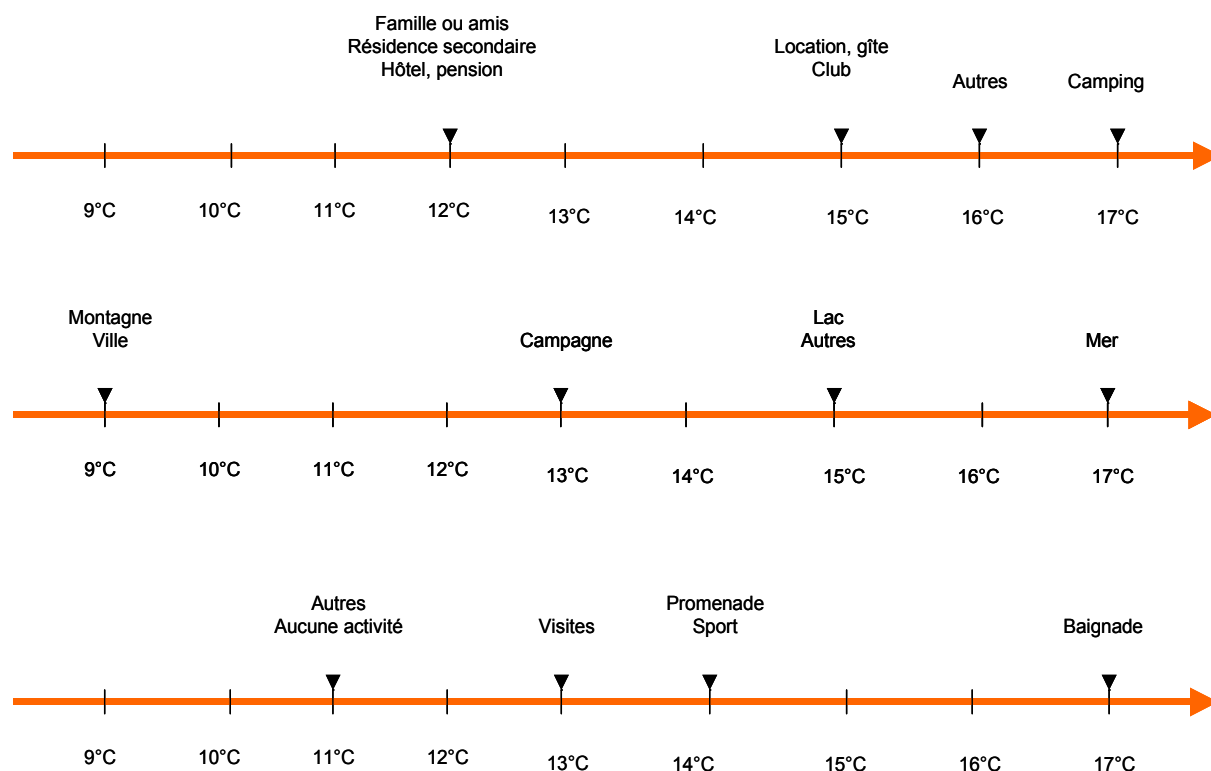 Famille ou amis
Résidence secondaire
Hôtel, pension
Location, gîte
Club
Autres
Camping
9°C
10°C
11°C
12°C
13°C
14°C
15°C
16°C
17°C
Montagne
Ville
Campagne
Lac
Autres
Mer
9°C
10°C
11°C
12°C
13°C
14°C
15°C
16°C
17°C
Autres
Aucune activité
Visites
Promenade
Sport
Baignade
9°C
10°C
11°C
12°C
13°C
14°C
15°C
16°C
17°C